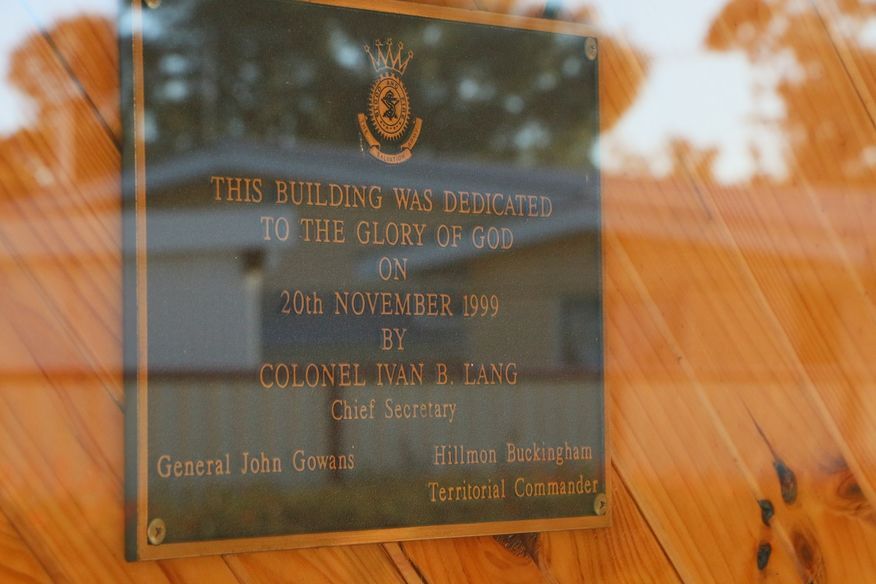 SALVATION
THIS BUILDING WAS DEDICATED
TO THE GLORY OF GOD
ON
20th NOVEMBER 1999
BY
COLONEL IVAN B. LANG
Chief Secretary
General John Gowans
Hillmon Buckingham
Territorial Commander